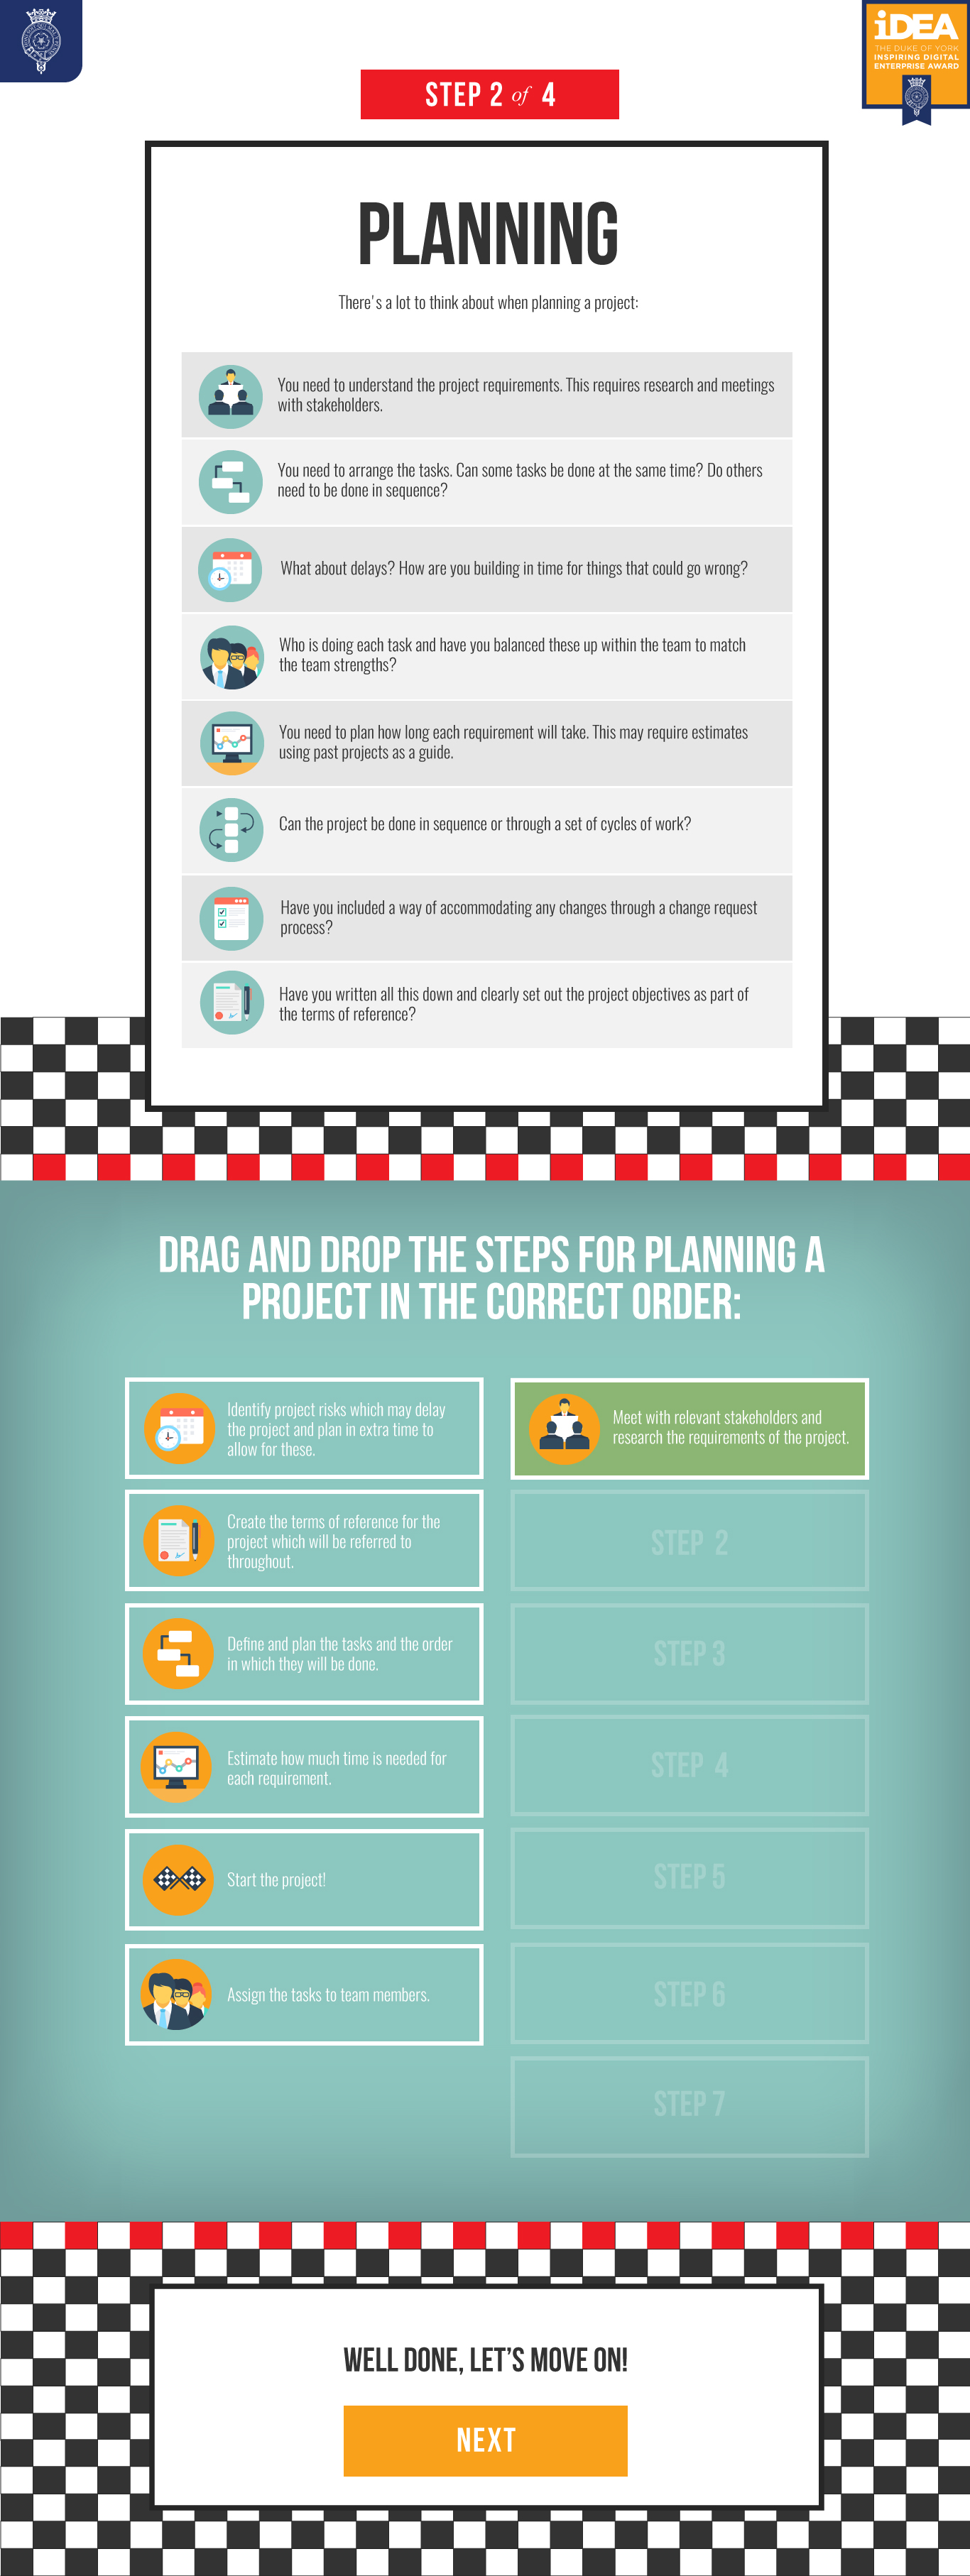 iDEA
THE DUKE OF YORK
INSPIRING DIGITAL
ENTERPRISE AWARD
STEP 2 of 4
PLANNING
There's a lot to think about when planning a project:
You need to understand the project requirements. This requires research and meetings
with stakeholders.
You need to arrange the tasks. Can some tasks be done at the same time? Do others
need to be done in sequence?
What about delays? How are you building in time for things that could go wrong?
Who is doing each task and have you balanced these up within the team to match
the team strengths?
You need to plan how long each requirement will take. This may require estimates
using past projects as a guide.
Can the project be done in sequence or through a set of cycles of work?
Have you included a way of accommodating any changes through a change request
process?
Have you written all this down and clearly set out the project objectives as part of
the terms of reference?
DRAG AND DROP THE STEPS FOR PLANNING A
PROJECT IN THE CORRECT ORDER:
Identify project risks which may delay
the project and plan in extra time to
allow for these.
Create the terms of reference for the
project which will be referred to
throughout.
Define and plan the tasks and the order
in which they will be done.
Estimate how much time is needed for
each requirement.
Start the project!
Assign the tasks to team members.
Meet with relevant stakeholders and
research the requirements of the project.
STEP 2
STEP 3
STEP 4
STEP 5
STEP 6
STEP 7
WELL DONE, LET'S MOVE ON!
NEXT